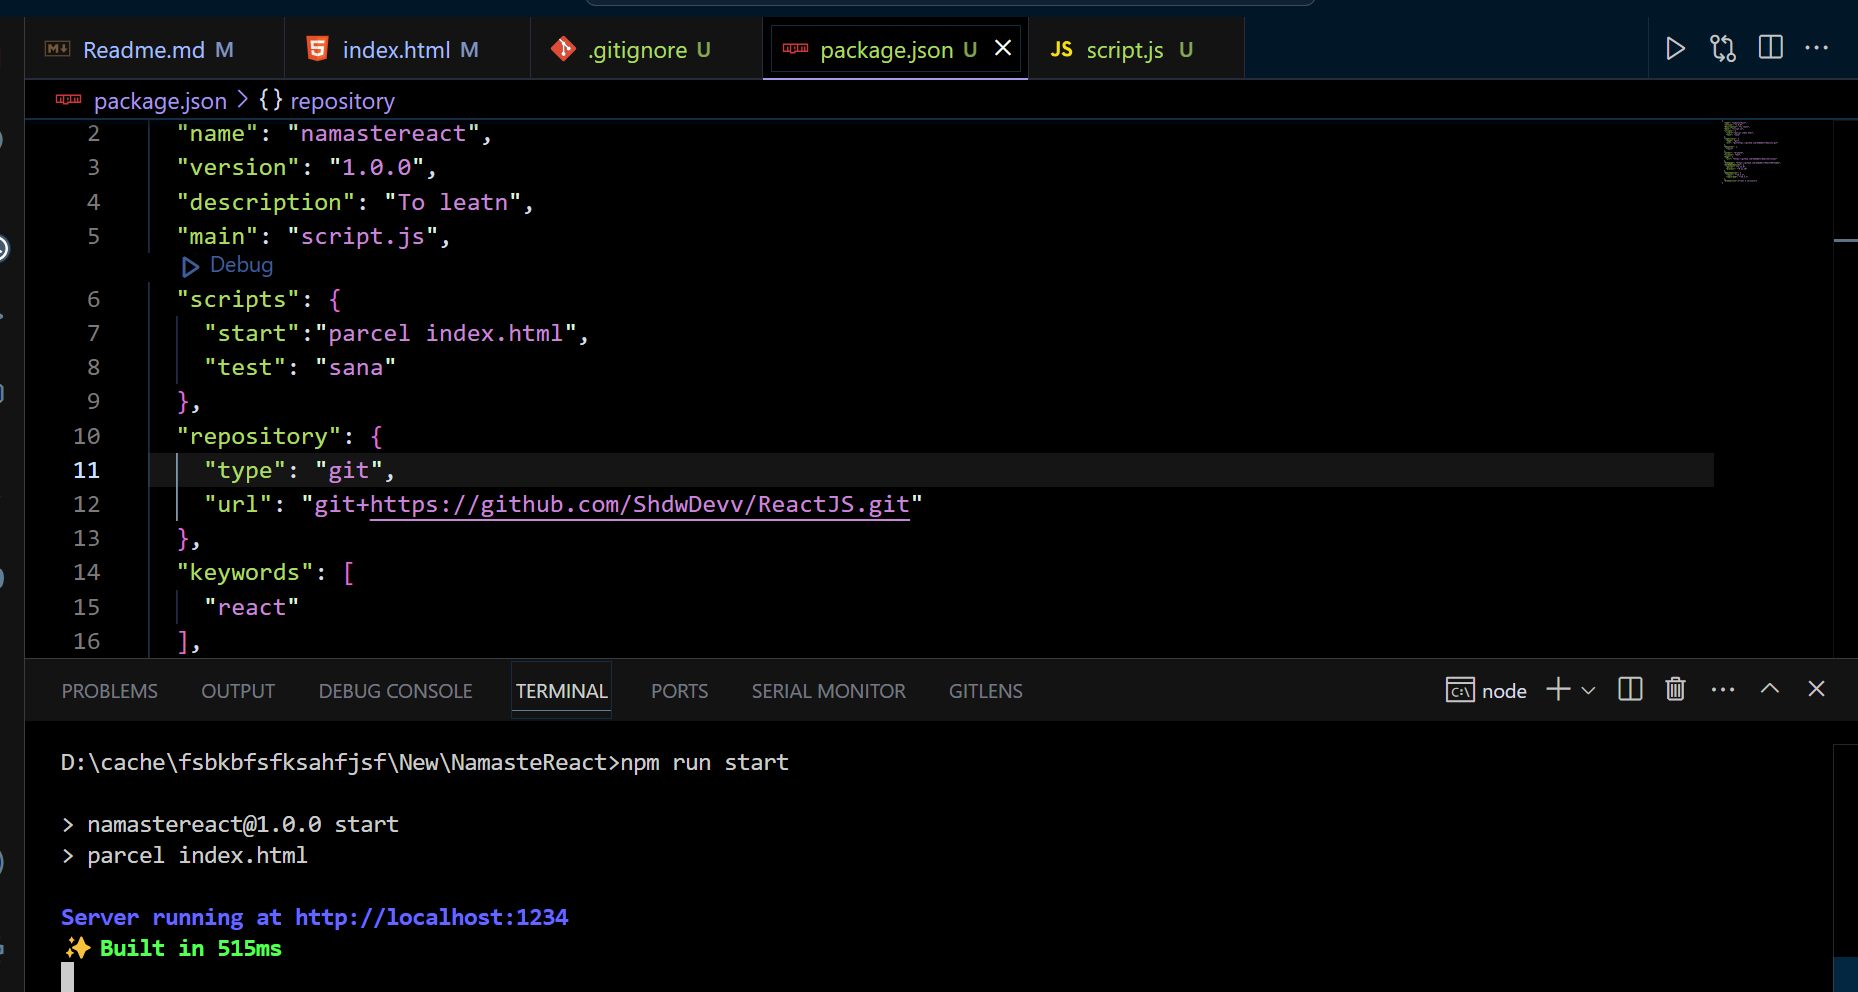 Readme.md M index.html M .gitignore U package.json U JS script.js U
package.json > {} repository
2 "name": "namastereact",
3 "version": "1.0.0",
4 "description": "To leatn",
5 "main": "script.js",
Debug
6 "scripts": {
7 "start":"parcel index.html",
8 "test": "sana"
9 },
10 "repository": {
11 "type": "git",
12 "url": "git+https://github.com/ShdwDevv/ReactJS.git"
13 },
14 "keywords": [
15 "react"
16 ],
PROBLEMS OUTPUT DEBUG CONSOLE TERMINAL PORTS SERIAL MONITOR GITLENS node
D:\cache\fsbkbfsfksahfjsf\New\NamasteReact>npm run start
> namastereact@1.0.0 start
> parcel index.html
Server running at http://localhost:1234
✨ Built in 515ms